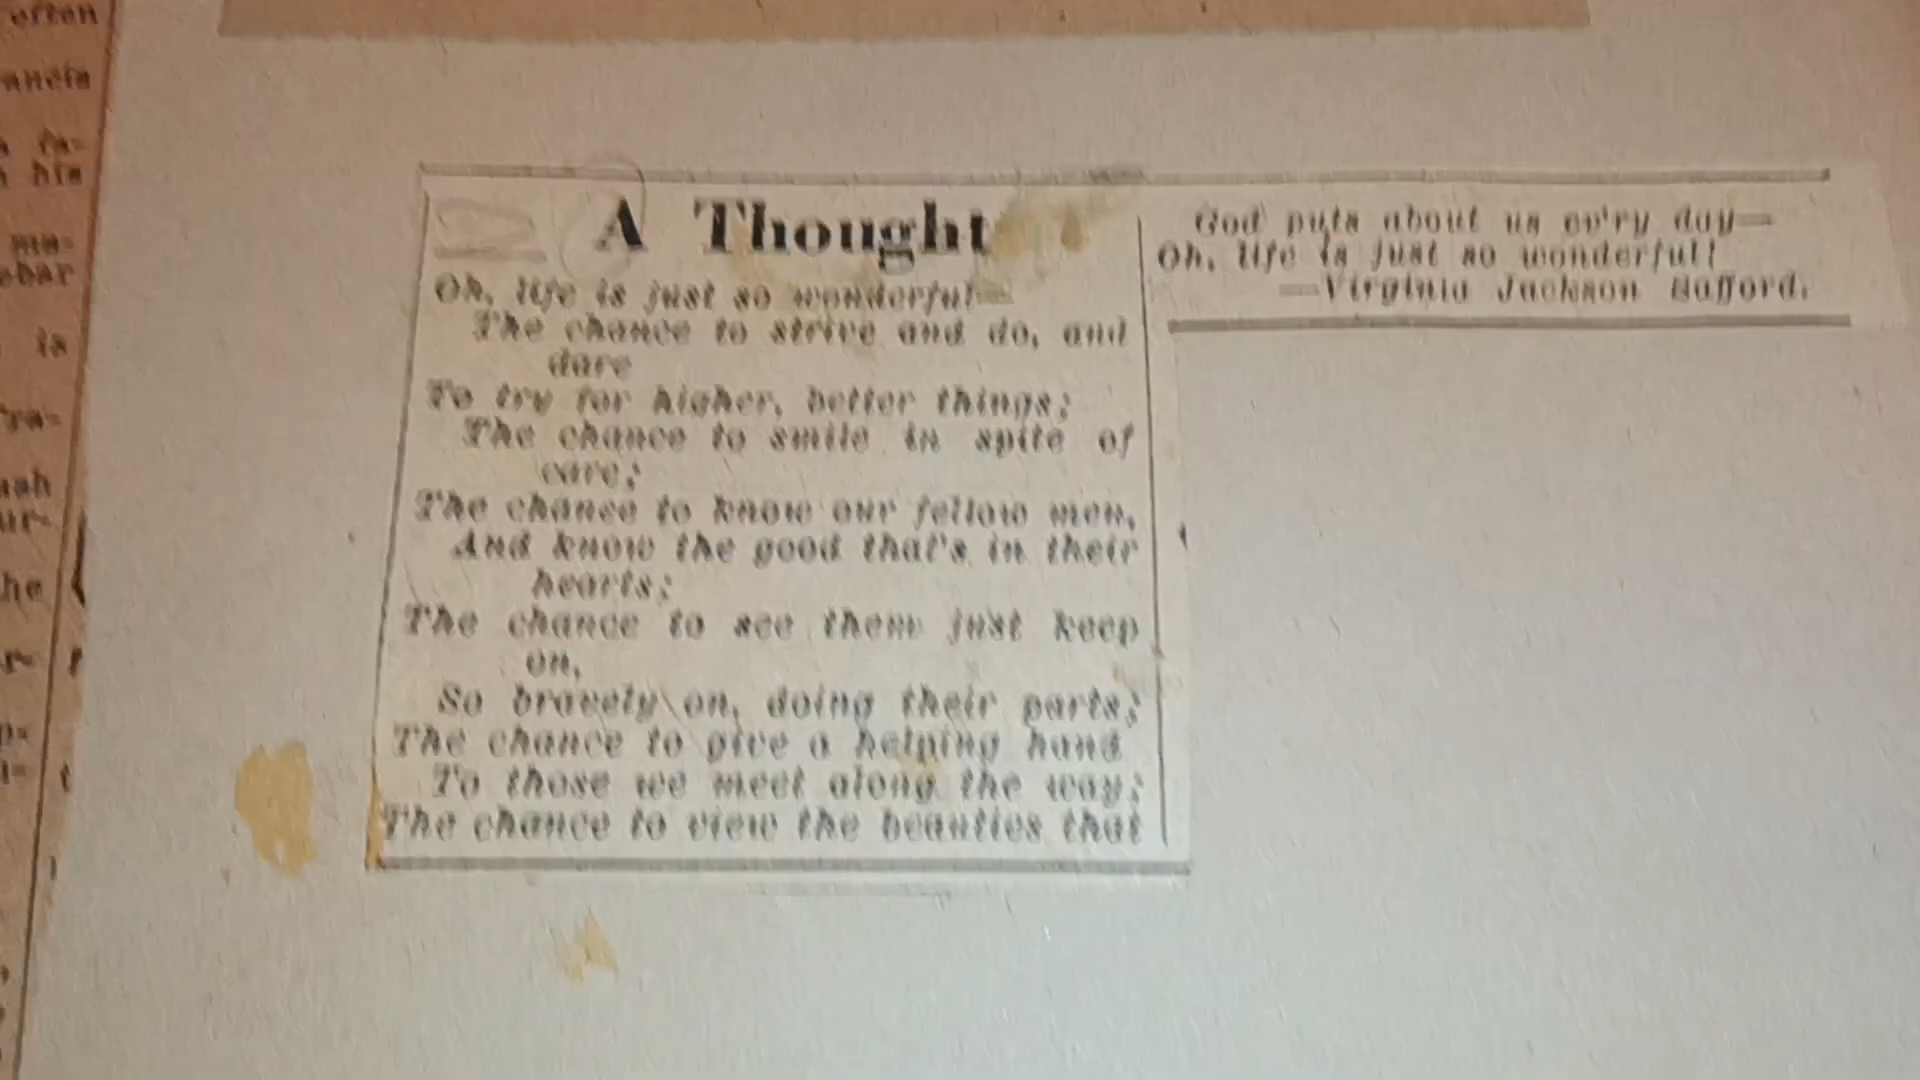 often
his
A Thought
Oh, life is just so wonderful—
The chance to strive and do, and
dare
To try for higher, better things;
The chance to smile in spite of
care;
The chance to know our fellow men,
And know the good that's in their
hearts;
The chance to see them just keep
on,
So bravely on, doing their parts;
The chance to give a helping hand
To those we meet along the way;
The chance to view the beauties that
God puts about us ev'ry day—
Oh, life is just so wonderful!
—Virginia Jackson Safford.
is